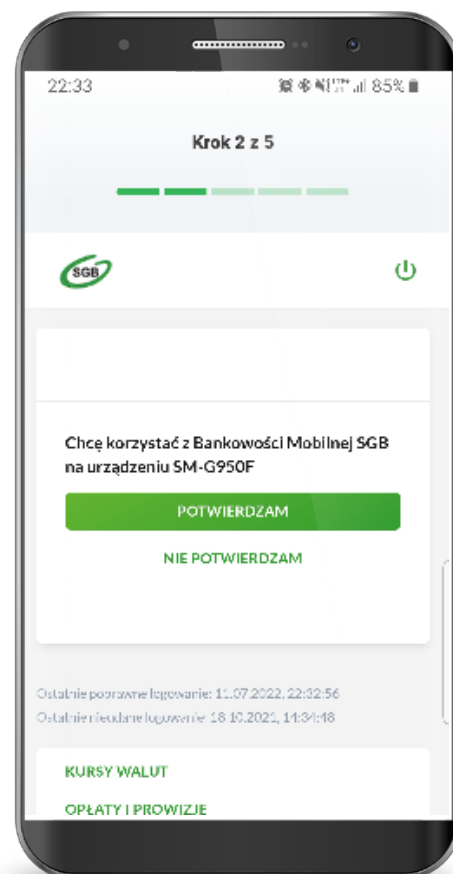 22:33
85%
Krok 2 z 5
SGB
Chcę korzystać z Bankowości Mobilnej SGB
na urządzeniu SM-G950F
POTWIERDZAM
NIE POTWIERDZAM
Ostatnie poprawne logowanie: 11.07.2022, 22:32:56
Ostatnie nieudane logowanie: 18.10.2021, 14:34:48
KURSY WALUT
OPŁATY I PROWIZJE